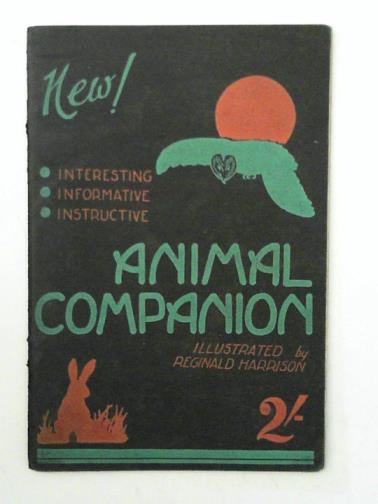 New!
INTERESTING
INFORMATIVE
INSTRUCTIVE
ANIMAL
COMPANION
ILLUSTRATED by
REGINALD HARRISON
2/-